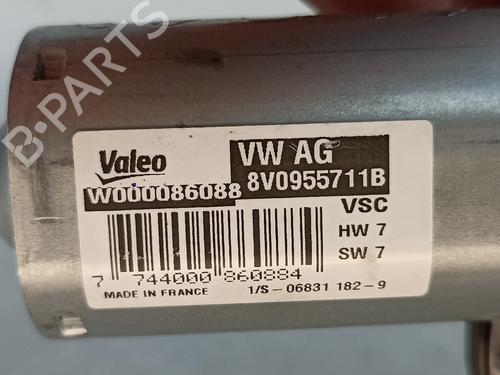 B-PARTS
Valeo
VW AG
W000086088
8V0955711B
VSC
HW 7
SW 7
7 744000 860884
MADE IN FRANCE
1/S - 06831 182 - 9